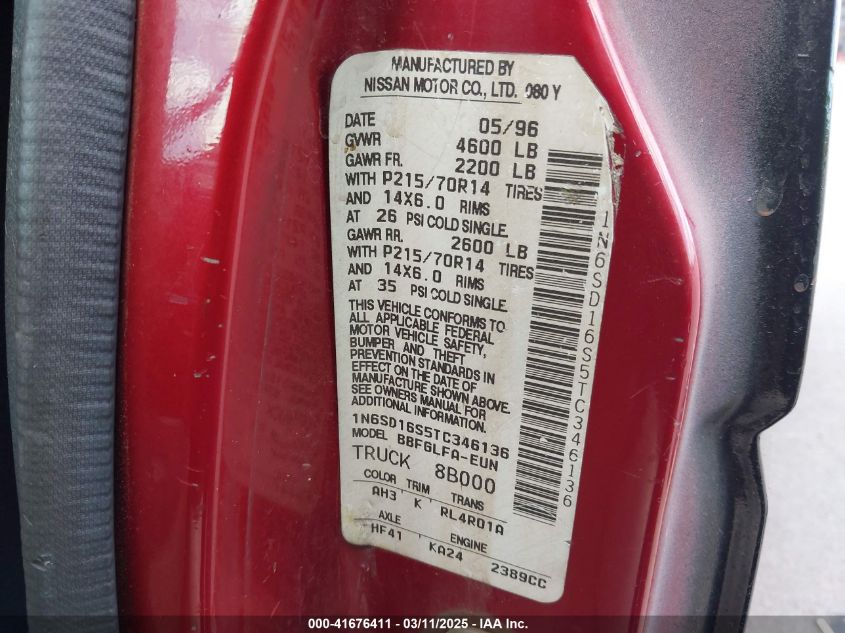 MANUFACTURED BY
NISSAN MOTOR CO., LTD. 080 Y
DATE 05/96
GVWR 4600 LB
GAWR FR. 2200 LB
WITH P215/70R14 TIRES
AND 14X6.0 RIMS
AT 26 PSI COLD SINGLE.
GAWR RR. 2600 LB
WITH P215/70R14 TIRES
AND 14X6.0 RIMS
AT 35 PSI COLD SINGLE.
THIS VEHICLE CONFORMS TO
ALL APPLICABLE FEDERAL
MOTOR VEHICLE SAFETY,
BUMPER AND THEFT
PREVENTION STANDARDS IN
EFFECT ON THE DATE OF
MANUFACTURE SHOWN ABOVE.
SEE OWNERS MANUAL FOR
ADDITIONAL INFORMATION.
1N6SD16S5TC346136
MODEL BBFGLFA-EUN
TRUCK 8B000
COLOR TRIM TRANS
AH3 K RL4R01A
AXLE ENGINE
HF41 KA24 2389CC
1N6SD16S5TC346136
000-41676411 - 03/11/2025 - IAA Inc.